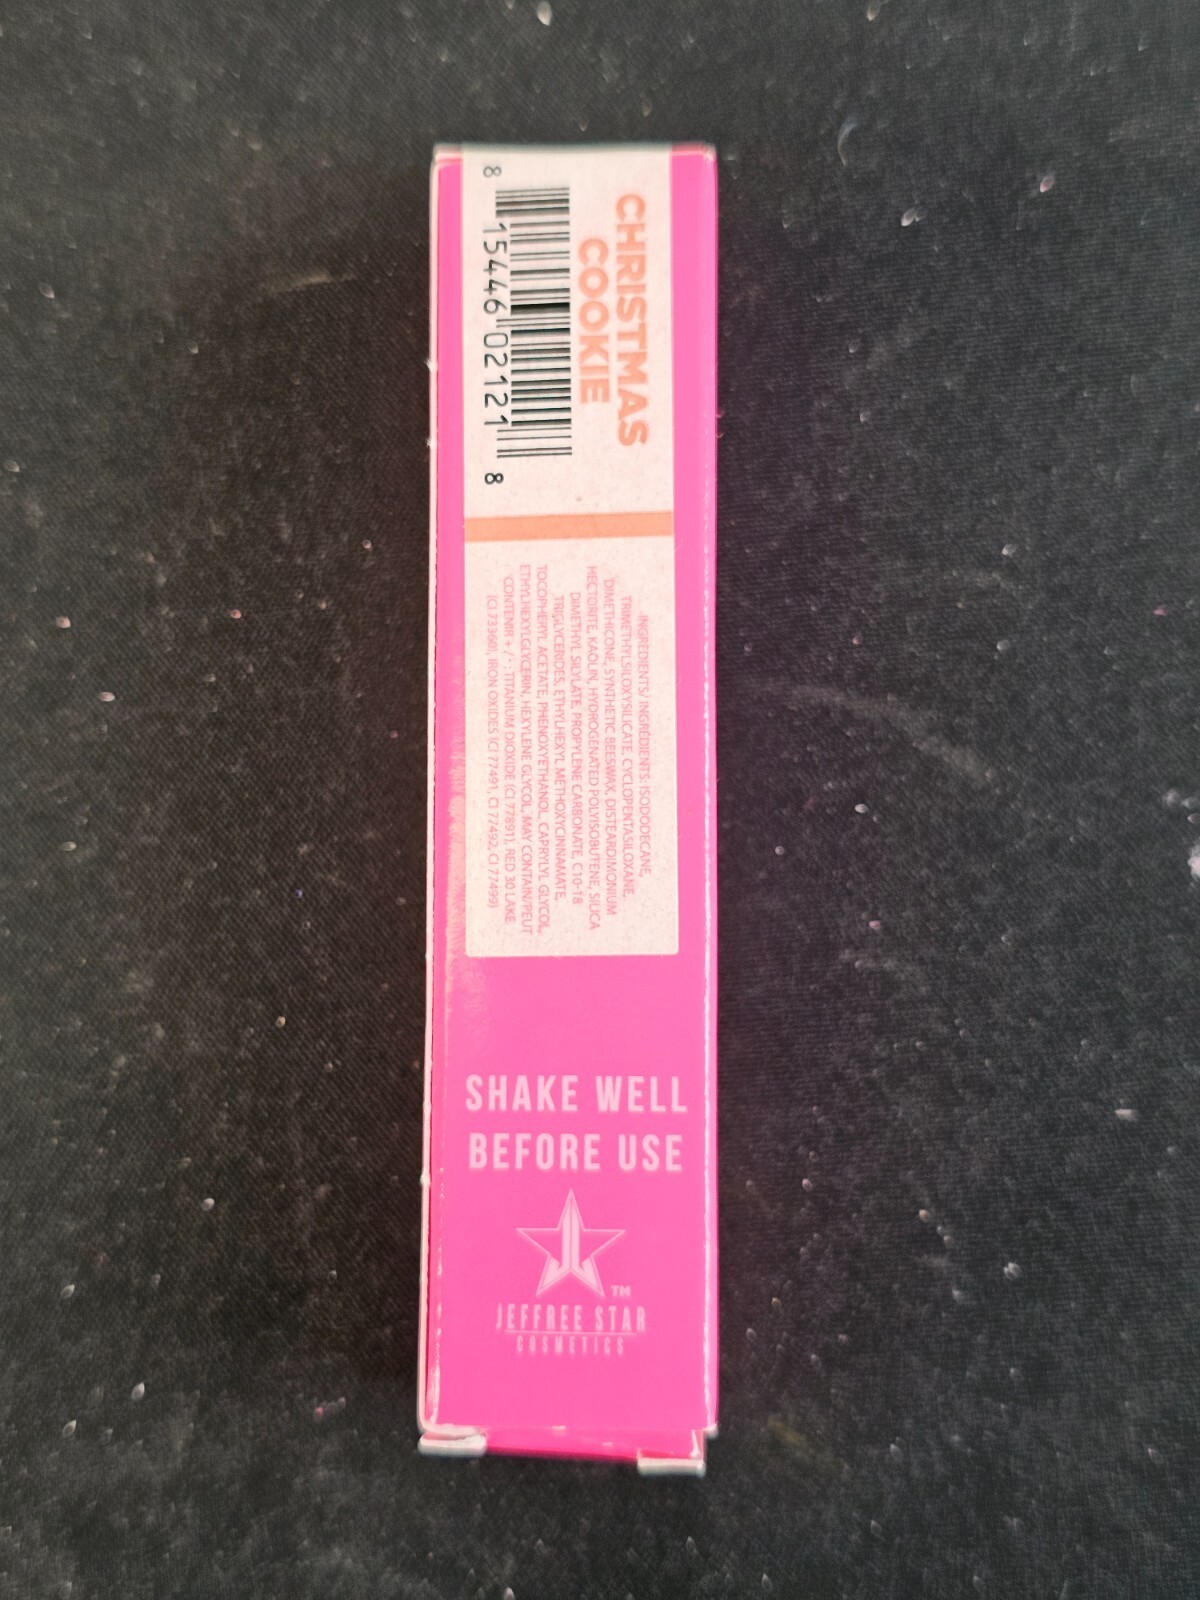 CHRISTMAS
COOKIE
8 15446 02121 8
INGREDIENTS/ INGRÉDIENTS: ISODODECANE,
TRIMETHYLSILOXYSILICATE, CYCLOPENTASILOXANE,
DIMETHICONE, SYNTHETIC BEESWAX, DISTEARDIMONIUM
HECTORITE, KAOLIN, HYDROGENATED POLYISOBUTENE, SILICA
DIMETHYL SILYLATE, PROPYLENE CARBONATE, C10-18
TRIGLYCERIDES, ETHYLHEXYL METHOXYCINNAMATE,
TOCOPHERYL ACETATE, PHENOXYETHANOL, CAPRYLYL GLYCOL,
ETHYLHEXYLGLYCERIN, HEXYLENE GLYCOL, MAY CONTAIN/PEUT
CONTENIR + / - : TITANIUM DIOXIDE (CI 77891), RED 30 LAKE
(CI 73360), IRON OXIDES (CI 77491, CI 77492, CI 77499)
SHAKE WELL
BEFORE USE
TM
JEFFREE STAR
COSMETICS